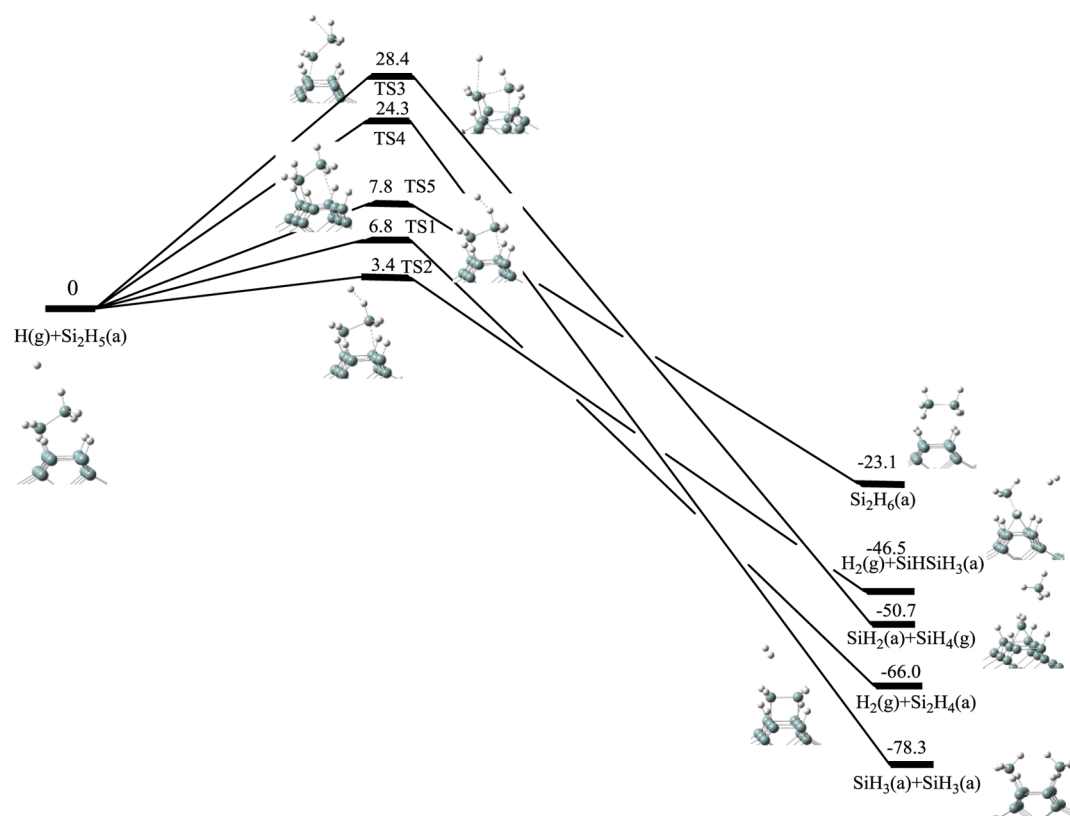 28.4
TS3
24.3
TS4
7.8 TS5
6.8 TS1
3.4 TS2
0
H(g)+Si₂H₅(a)
-23.1
Si₂H₆(a)
-46.5
H₂(g)+SiHSiH₃(a)
-50.7
SiH₂(a)+SiH₄(g)
-66.0
H₂(g)+Si₂H₄(a)
-78.3
SiH₃(a)+SiH₃(a)